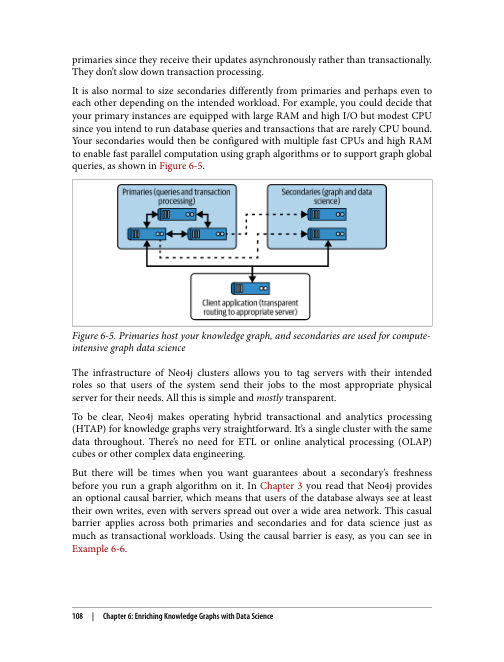 primaries since they receive their updates asynchronously rather than transactionally.
They don't slow down transaction processing.
It is also normal to size secondaries differently from primaries and perhaps even to
each other depending on the intended workload. For example, you could decide that
your primary instances are equipped with large RAM and high I/O but modest CPU
since you intend to run database queries and transactions that are rarely CPU bound.
Your secondaries would then be configured with multiple fast CPUs and high RAM
to enable fast parallel computation using graph algorithms or to support graph global
queries, as shown in Figure 6-5.
Primaries (queries and transaction
processing)
Secondaries (graph and data
science)
Client application (transparent
routing to appropriate server)
Figure 6-5. Primaries host your knowledge graph, and secondaries are used for compute-
intensive graph data science
The infrastructure of Neo4j clusters allows you to tag servers with their intended
roles so that users of the system send their jobs to the most appropriate physical
server for their needs. All this is simple and mostly transparent.
To be clear, Neo4j makes operating hybrid transactional and analytics processing
(HTAP) for knowledge graphs very straightforward. It's a single cluster with the same
data throughout. There's no need for ETL or online analytical processing (OLAP)
cubes or other complex data engineering.
But there will be times when you want guarantees about a secondary's freshness
before you run a graph algorithm on it. In Chapter 3 you read that Neo4j provides
an optional causal barrier, which means that users of the database always see at least
their own writes, even with servers spread out over a wide area network. This casual
barrier applies across both primaries and secondaries and for data science just as
much as transactional workloads. Using the causal barrier is easy, as you can see in
Example 6-6.
108 | Chapter 6: Enriching Knowledge Graphs with Data Science